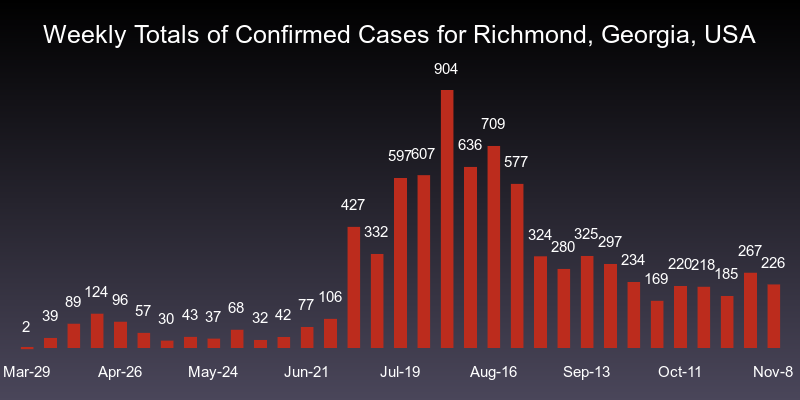 Weekly Totals of Confirmed Cases for Richmond, Georgia, USA
2 39 89 124 96 57 30 43 37 68 32 42 77 106 427 332 597 607 904 636 709 577 324 280 325 297 234 169 220 218 185 267 226
Mar-29 Apr-26 May-24 Jun-21 Jul-19 Aug-16 Sep-13 Oct-11 Nov-8